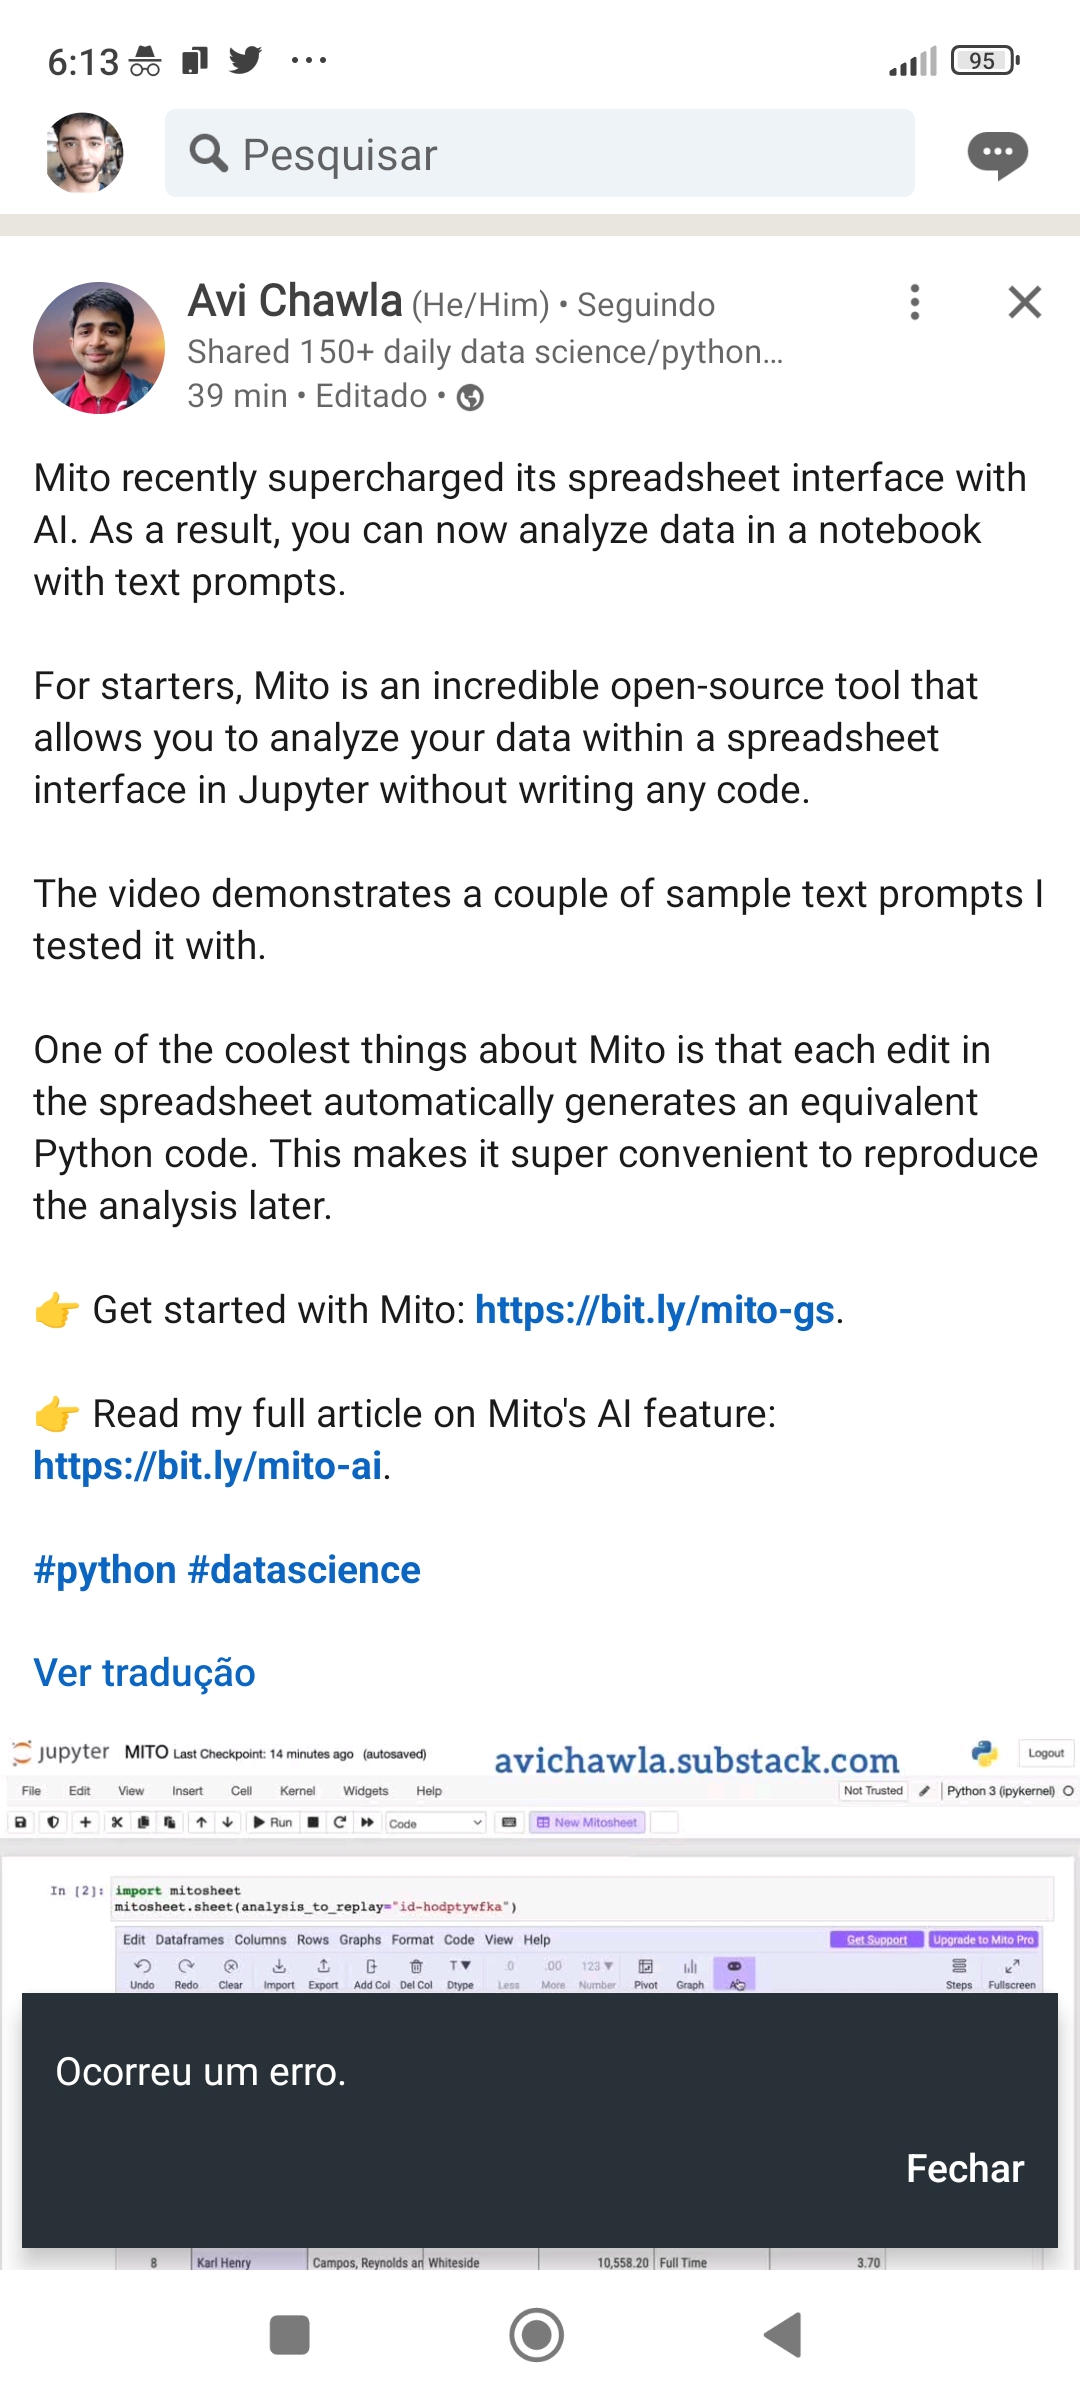 6:13
95
Pesquisar
Avi Chawla (He/Him) • Seguindo
Shared 150+ daily data science/python...
39 min • Editado •
Mito recently supercharged its spreadsheet interface with
AI. As a result, you can now analyze data in a notebook
with text prompts.
For starters, Mito is an incredible open-source tool that
allows you to analyze your data within a spreadsheet
interface in Jupyter without writing any code.
The video demonstrates a couple of sample text prompts I
tested it with.
One of the coolest things about Mito is that each edit in
the spreadsheet automatically generates an equivalent
Python code. This makes it super convenient to reproduce
the analysis later.
👉 Get started with Mito: https://bit.ly/mito-gs.
👉 Read my full article on Mito's AI feature:
https://bit.ly/mito-ai.
#python #datascience
Ver tradução
jupyter MITO Last Checkpoint: 14 minutes ago (autosaved) avichawla.substack.com Logout
File Edit View Insert Cell Kernel Widgets Help Not Trusted Python 3 (ipykernel)
Run Code New Mitosheet
In [2]: import mitosheet
mitosheet.sheet(analysis_to_replay="id-hodptywfka")
Edit Dataframes Columns Rows Graphs Format Code View Help Get Support Upgrade to Mito Pro
.0 .00 123
Undo Redo Clear Import Export Add Col Del Col Dtype Less More Number Pivot Graph Steps Fullscreen
Ocorreu um erro.
Fechar
8 Karl Henry Campos, Reynolds ar Whiteside 10,558.20 Full Time 3.70